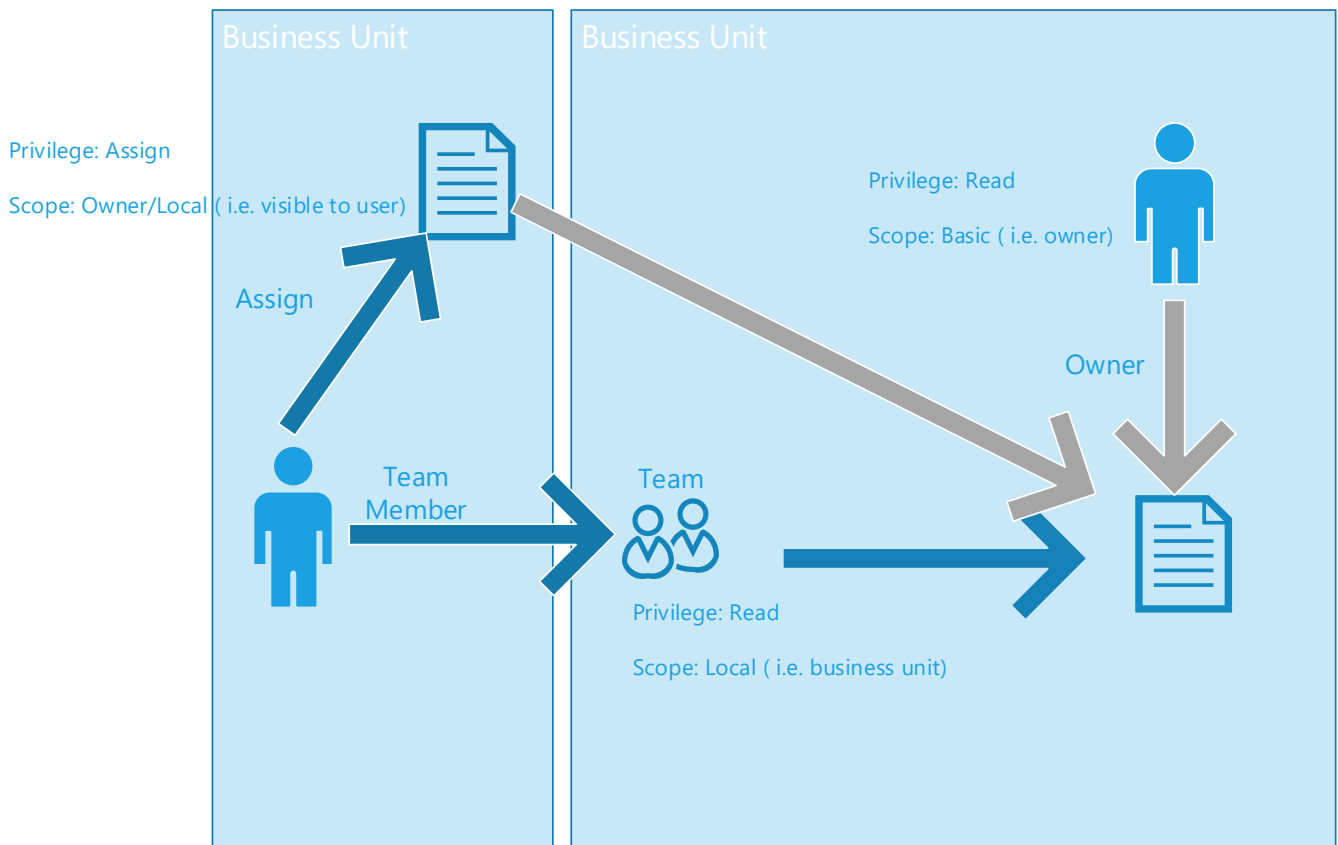 Business Unit
Business Unit
Privilege: Assign
Scope: Owner/Local ( i.e. visible to user)
Privilege: Read
Scope: Basic ( i.e. owner)
Assign
Owner
Team
Member
Team
Privilege: Read
Scope: Local ( i.e. business unit)